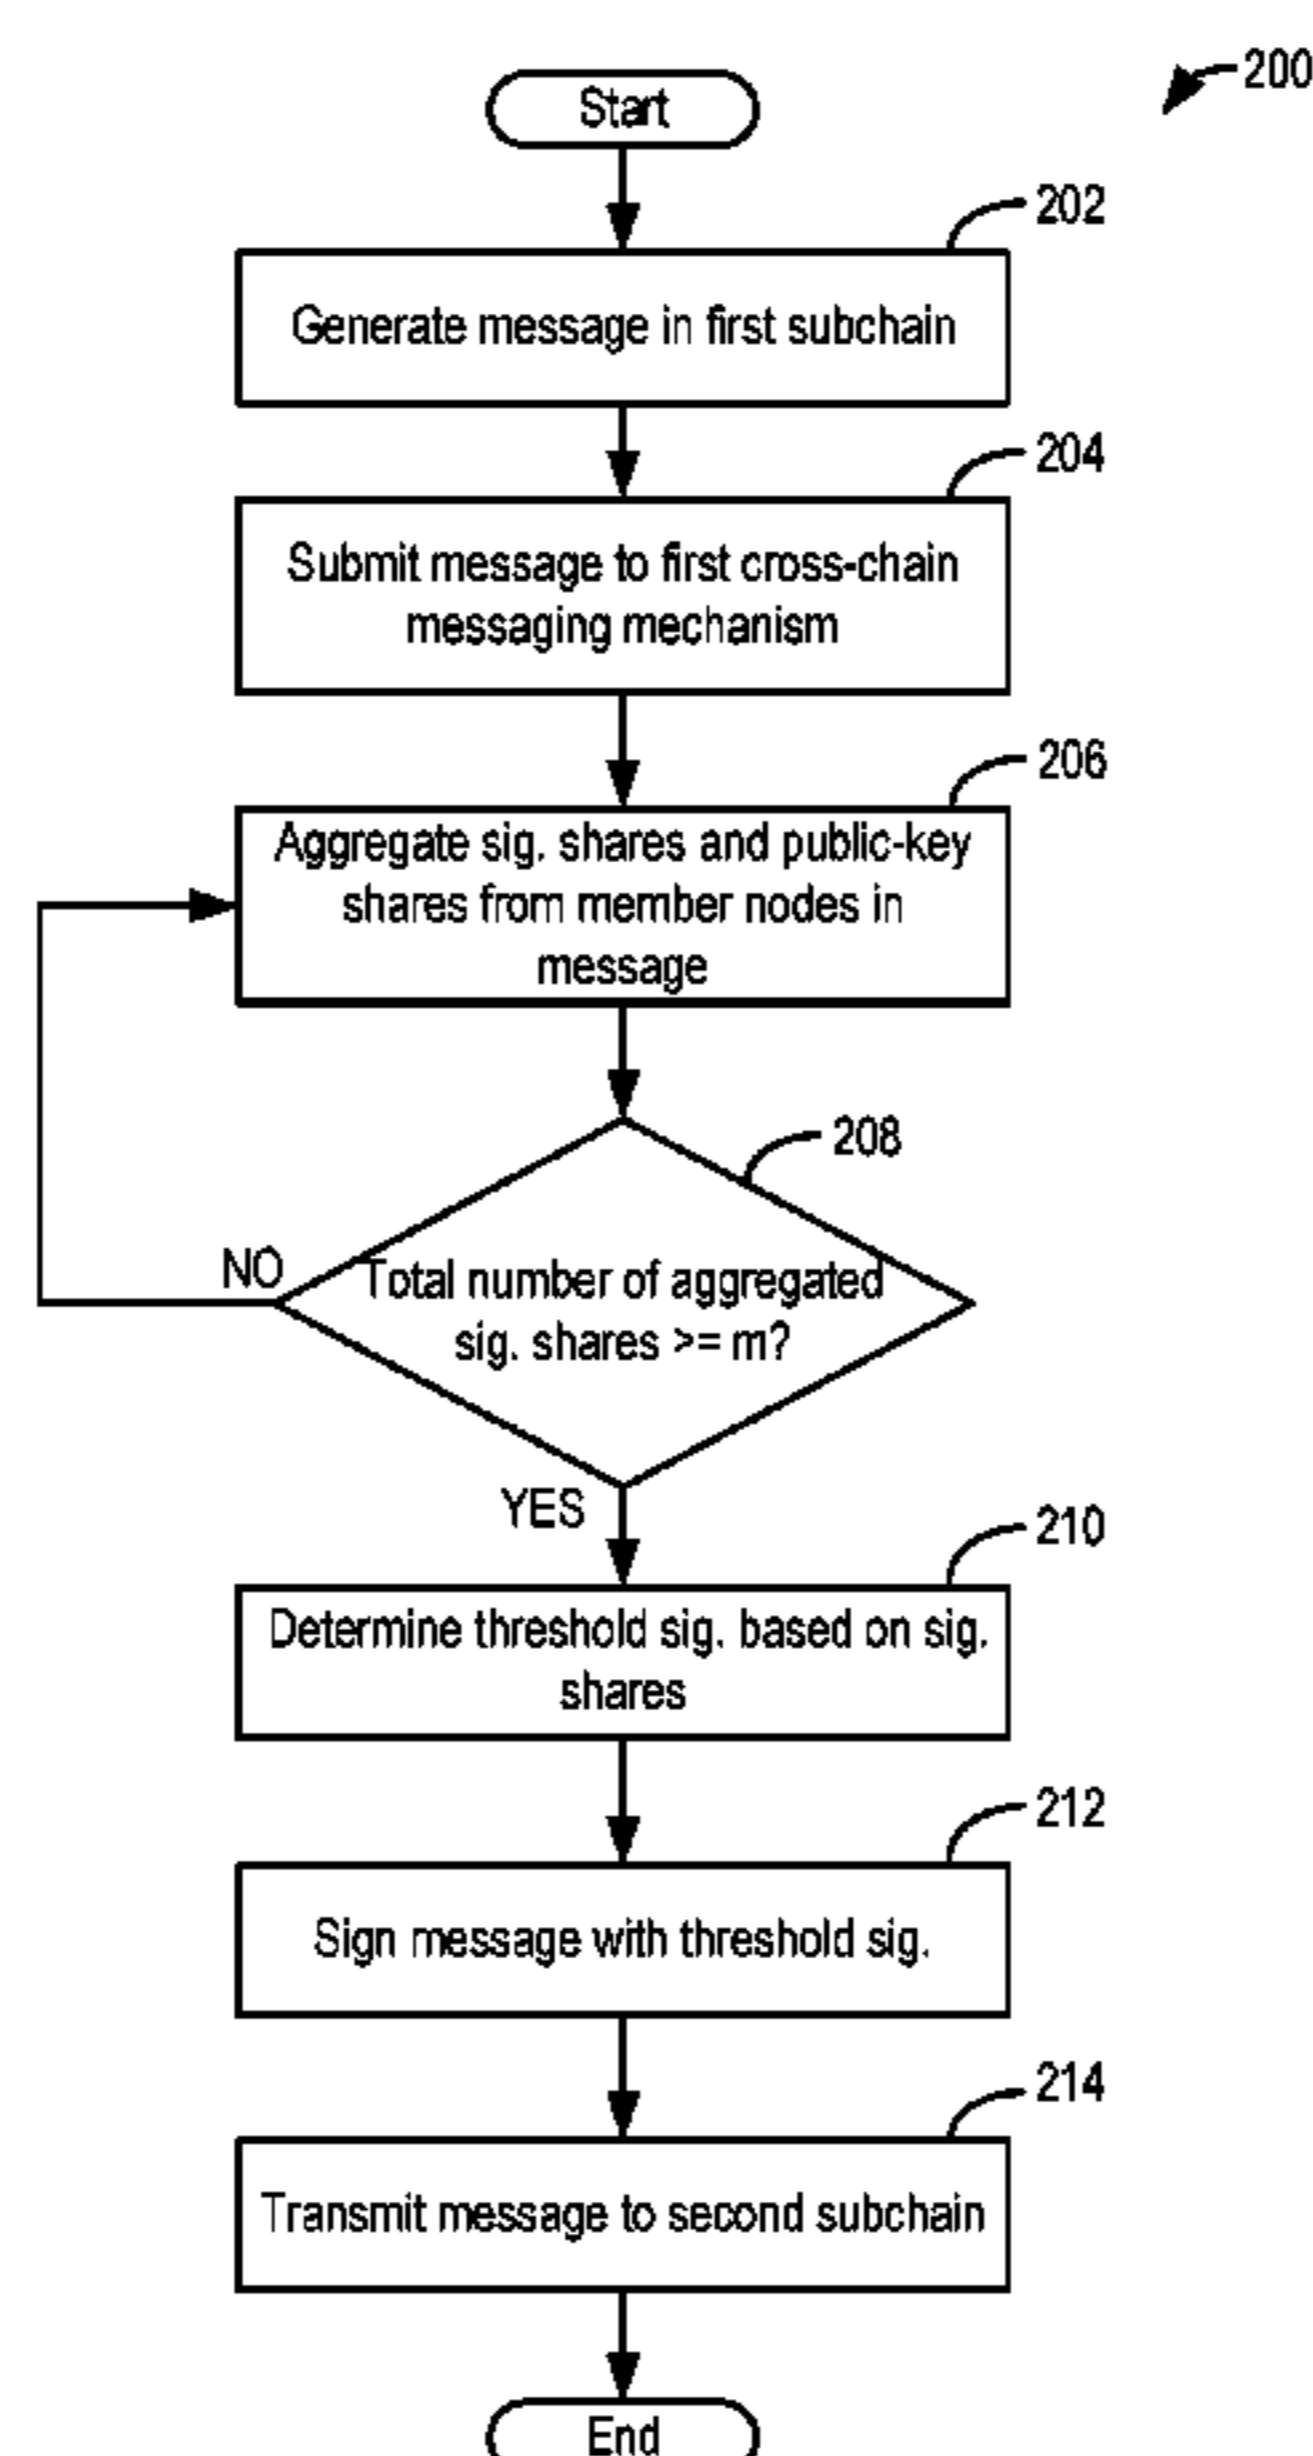 200
Start
202
Generate message in first subchain
204
Submit message to first cross-chain
messaging mechanism
206
Aggregate sig. shares and public-key
shares from member nodes in
message
208
NO
Total number of aggregated
sig. shares >= m?
YES
210
Determine threshold sig. based on sig.
shares
212
Sign message with threshold sig.
214
Transmit message to second subchain
End